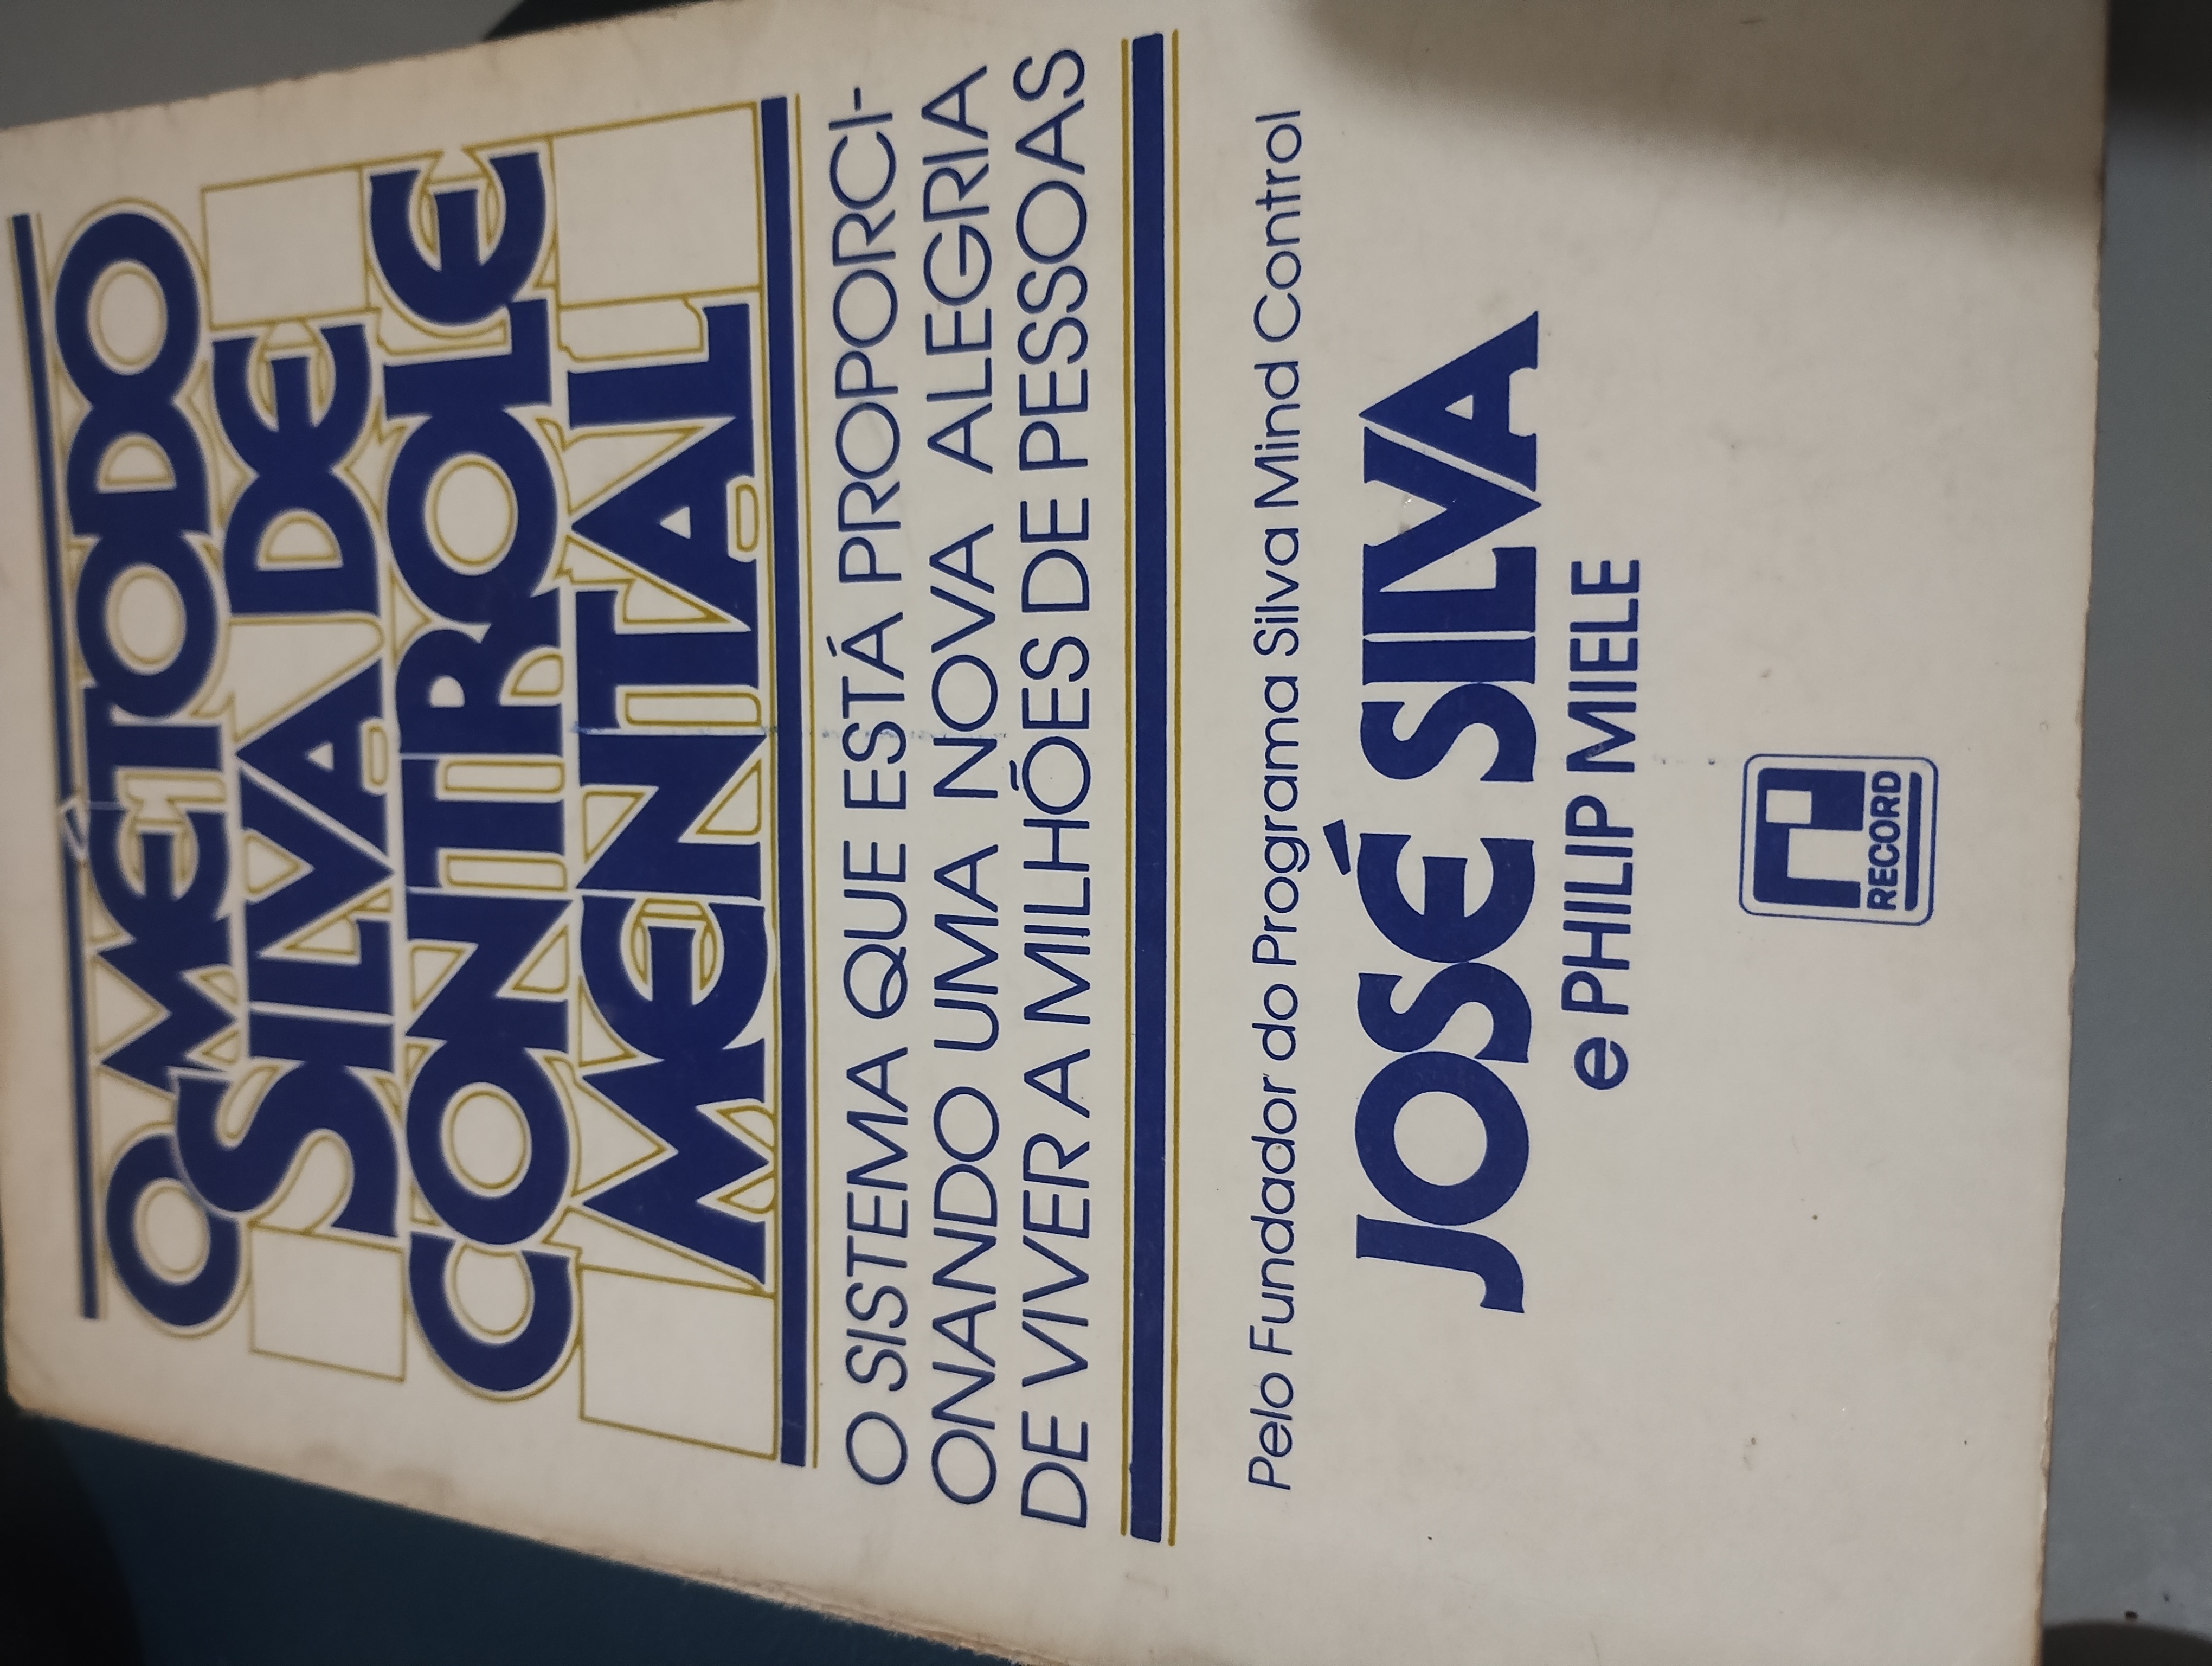 O MÉTODO
SILVA DE
CONTROLE
MENTAL
O SISTEMA QUE ESTÁ PROPORCI-
ONANDO UMA NOVA ALEGRIA
DE VIVER A MILHÕES DE PESSOAS
Pelo Fundador do Programa Silva Mind Control
JOSÉ SILVA
e PHILIP MIELE
RECORD